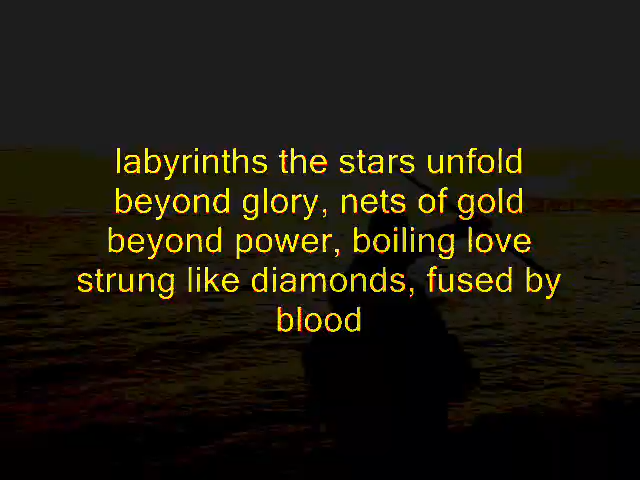 labyrinths the stars unfold
beyond glory, nets of gold
beyond power, boiling love
strung like diamonds, fused by
blood